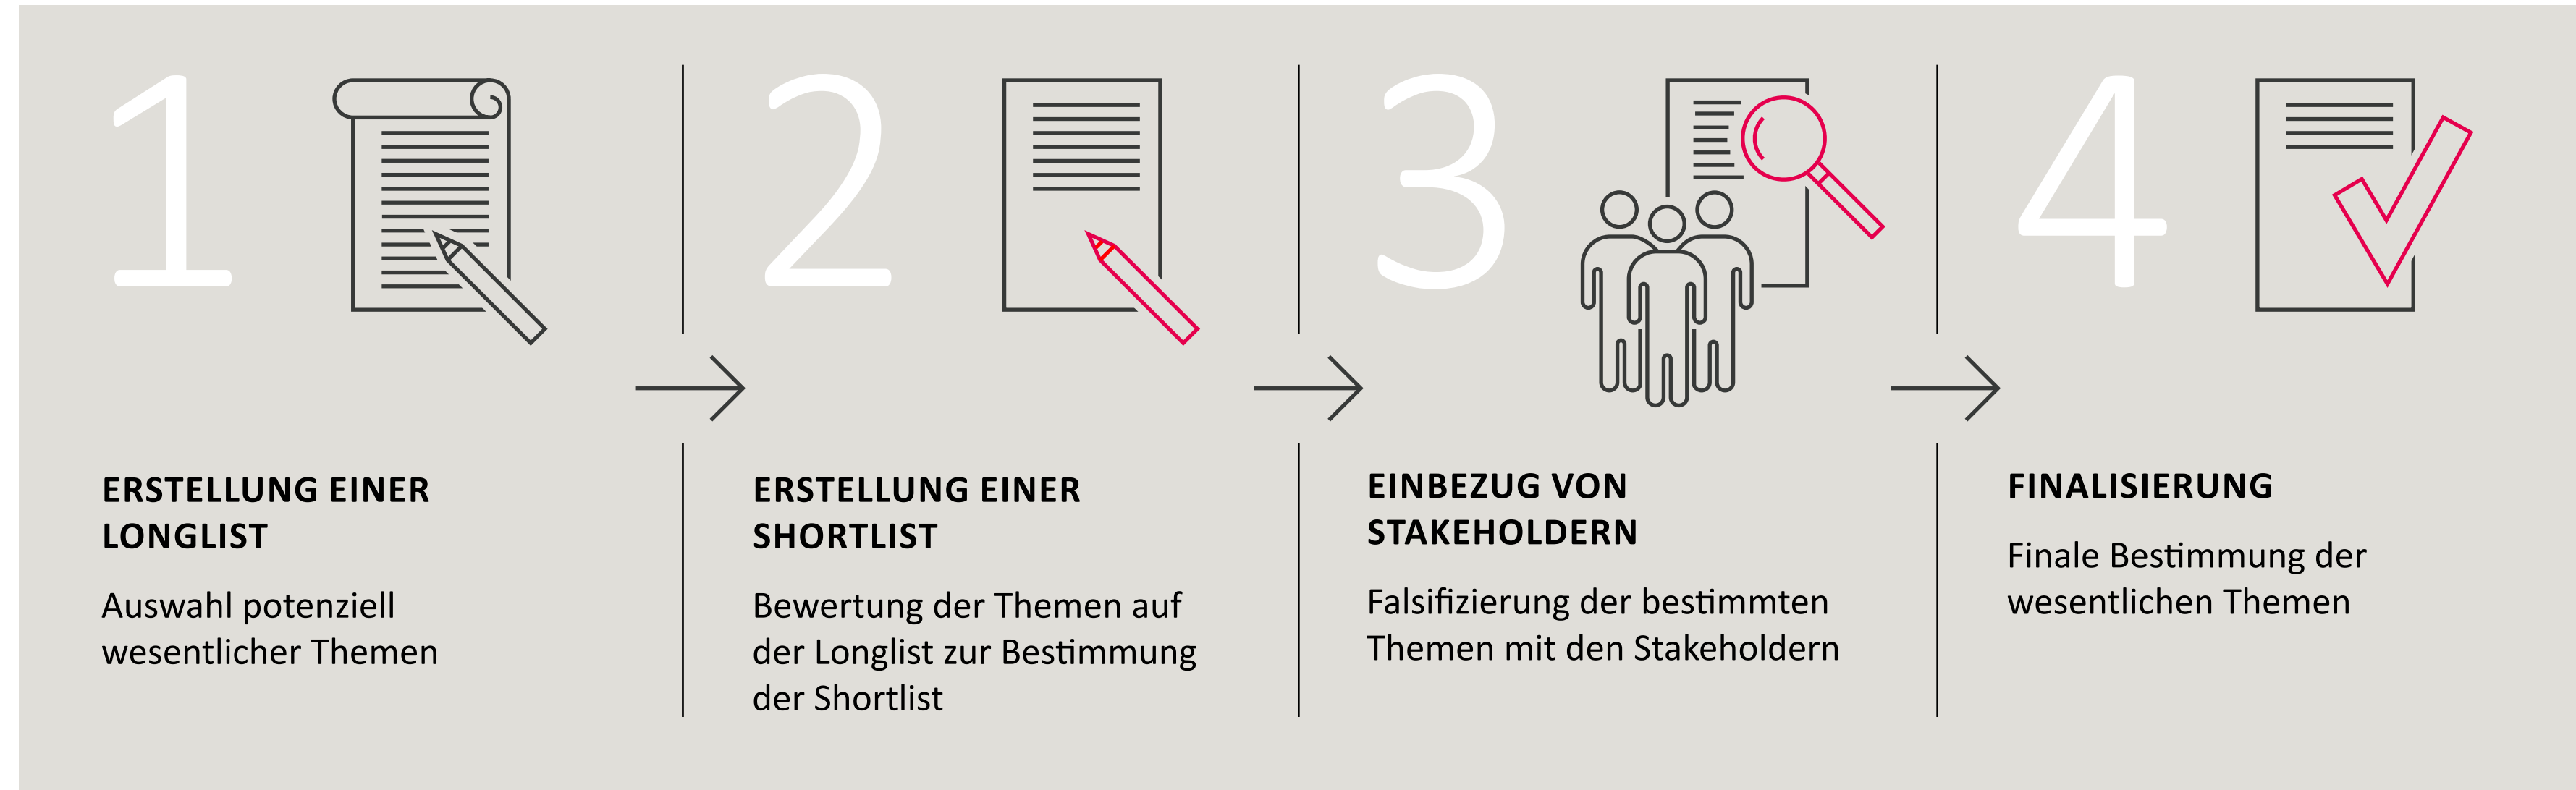 1
ERSTELLUNG EINER
LONGLIST
Auswahl potenziell
wesentlicher Themen
2
ERSTELLUNG EINER
SHORTLIST
Bewertung der Themen auf
der Longlist zur Bestimmung
der Shortlist
3
EINBEZUG VON
STAKEHOLDERN
Falsifizierung der bestimmten
Themen mit den Stakeholdern
4
FINALISIERUNG
Finale Bestimmung der
wesentlichen Themen